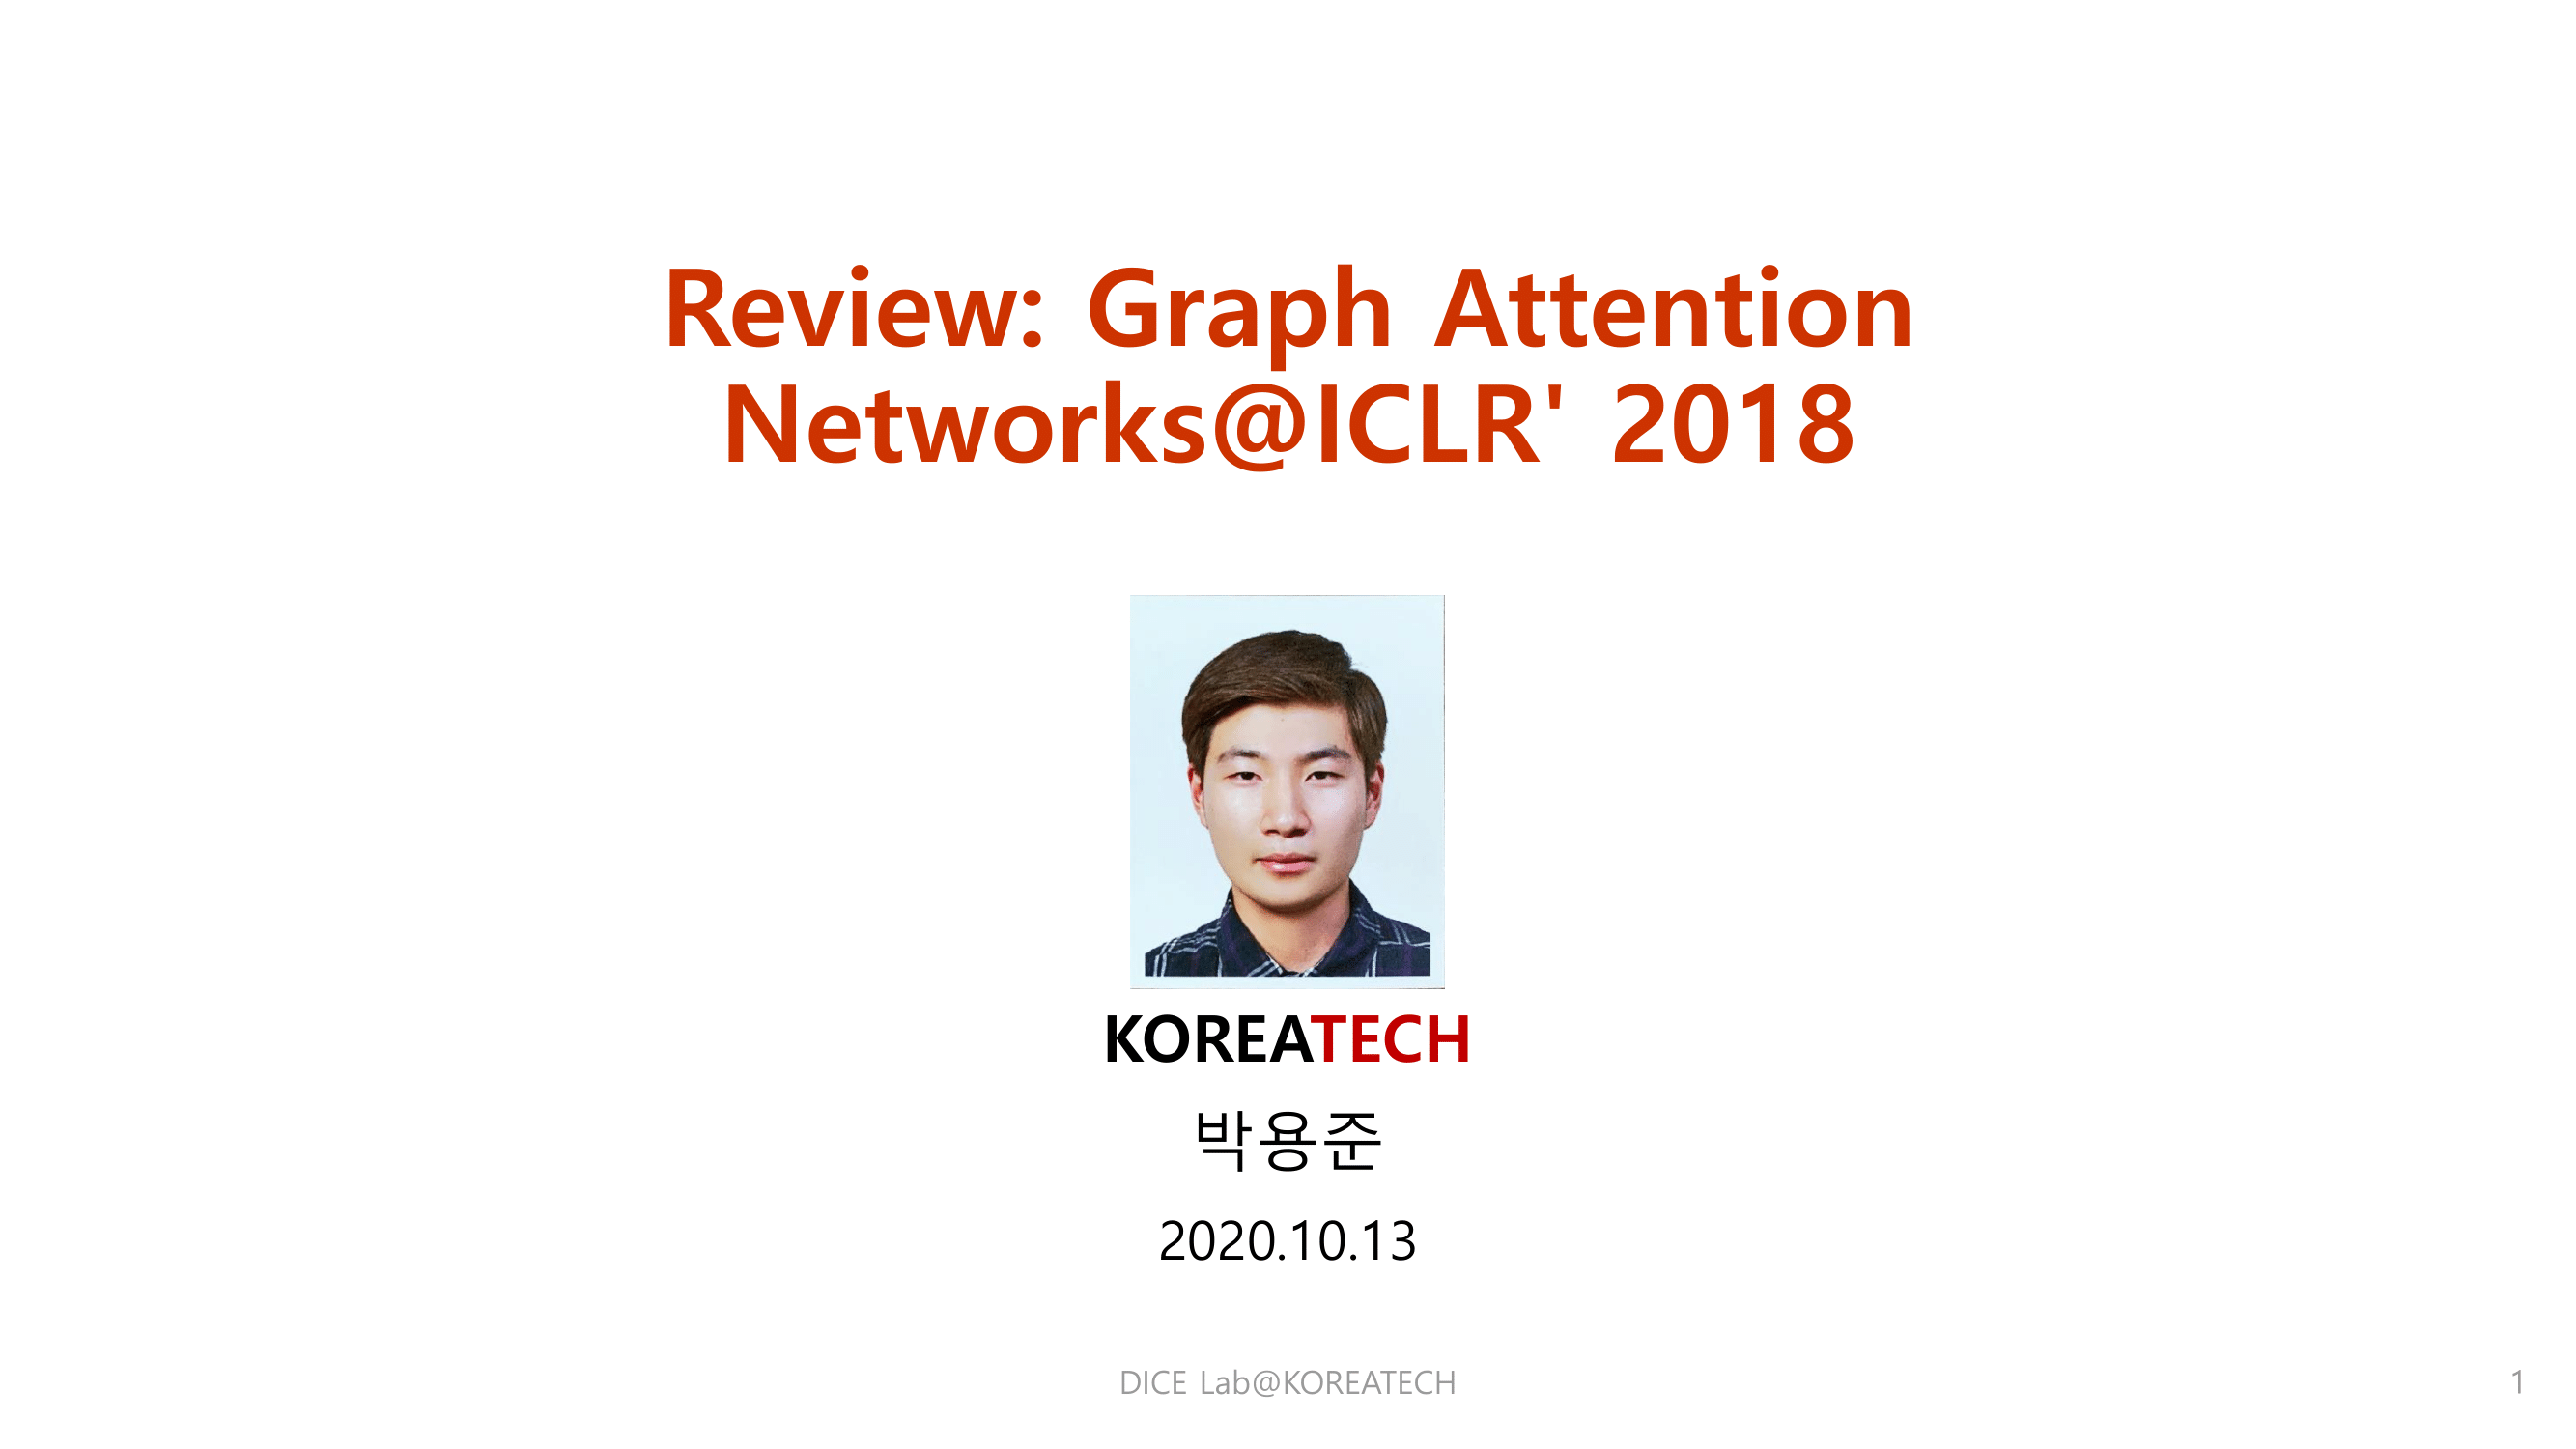 Review: Graph Attention
Networks@ICLR' 2018
KOREATECH
박용준
2020.10.13
DICE Lab@KOREATECH
1